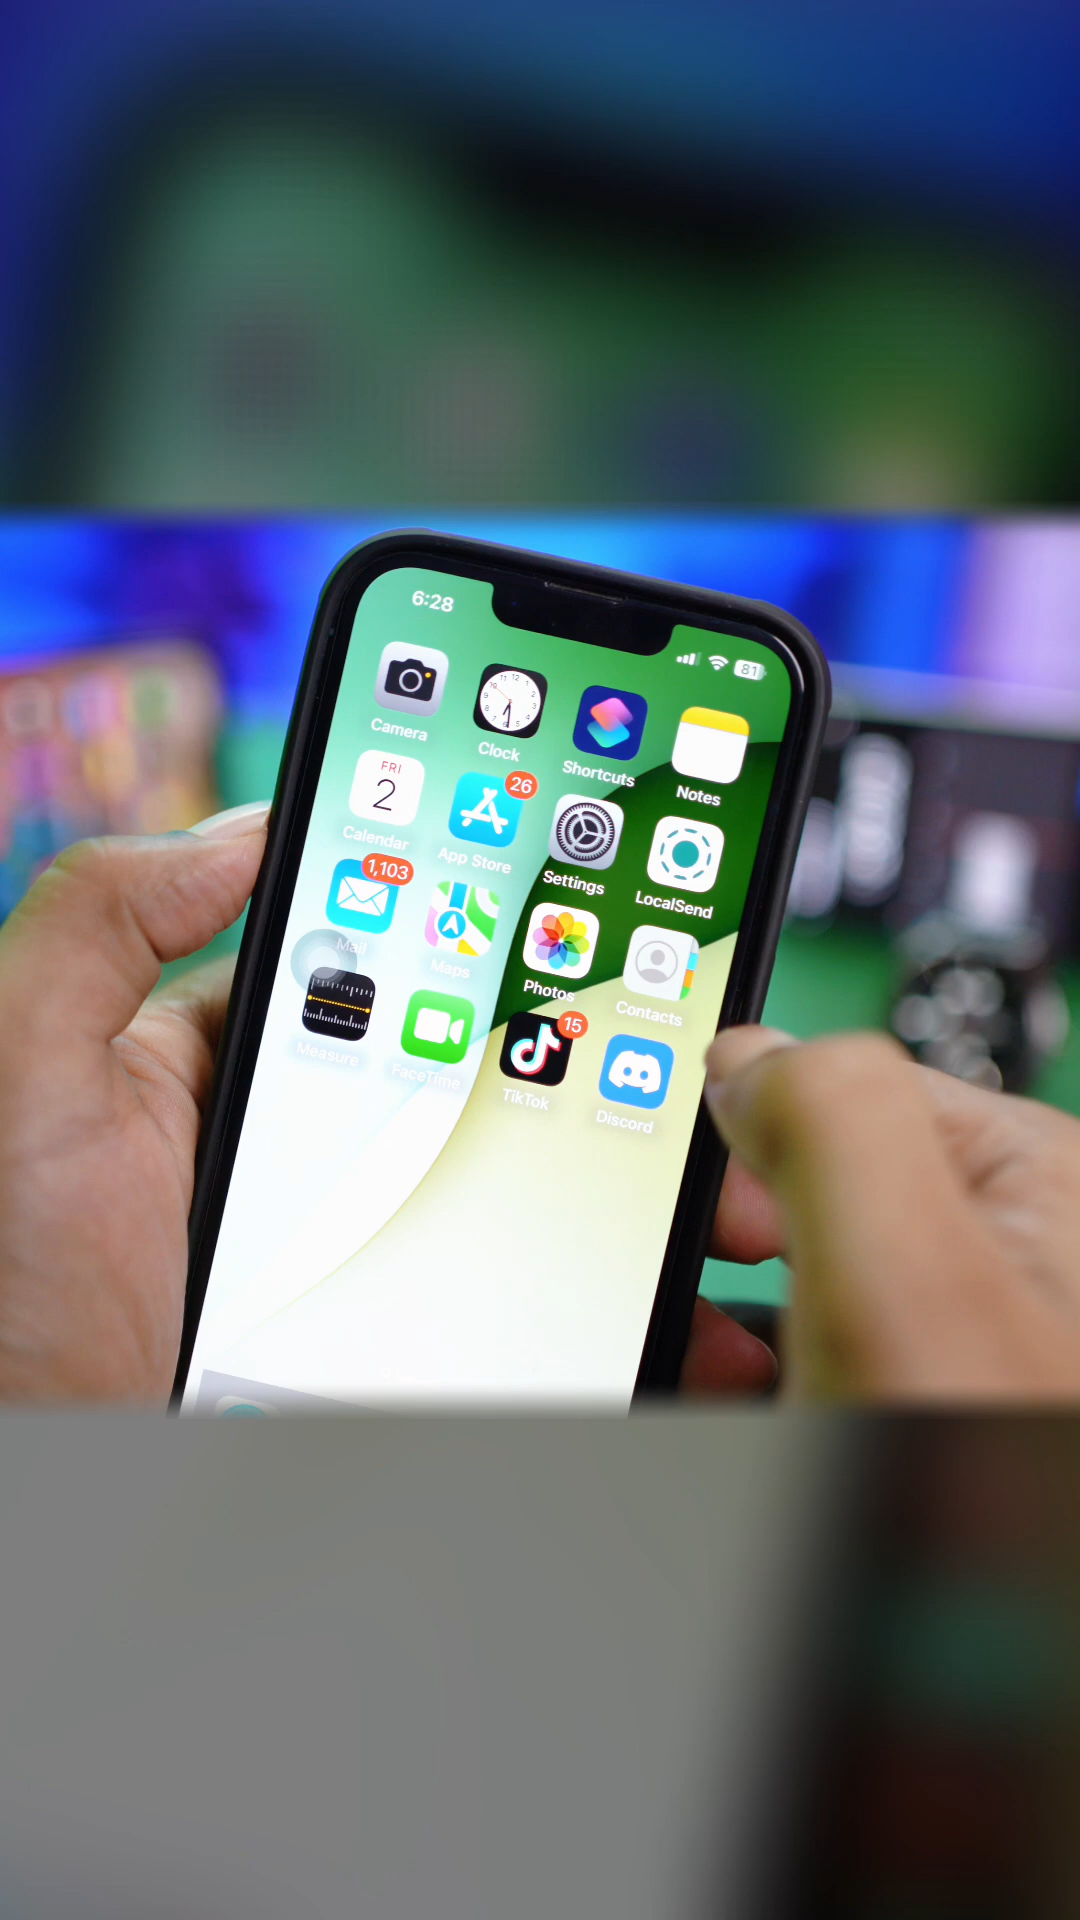 6:28
81
Camera
Clock
Shortcuts
Notes
FRI
2
Calendar
26
App Store
Settings
LocalSend
1,103
Mail
Maps
Photos
Contacts
Measure
FaceTime
15
TikTok
Discord